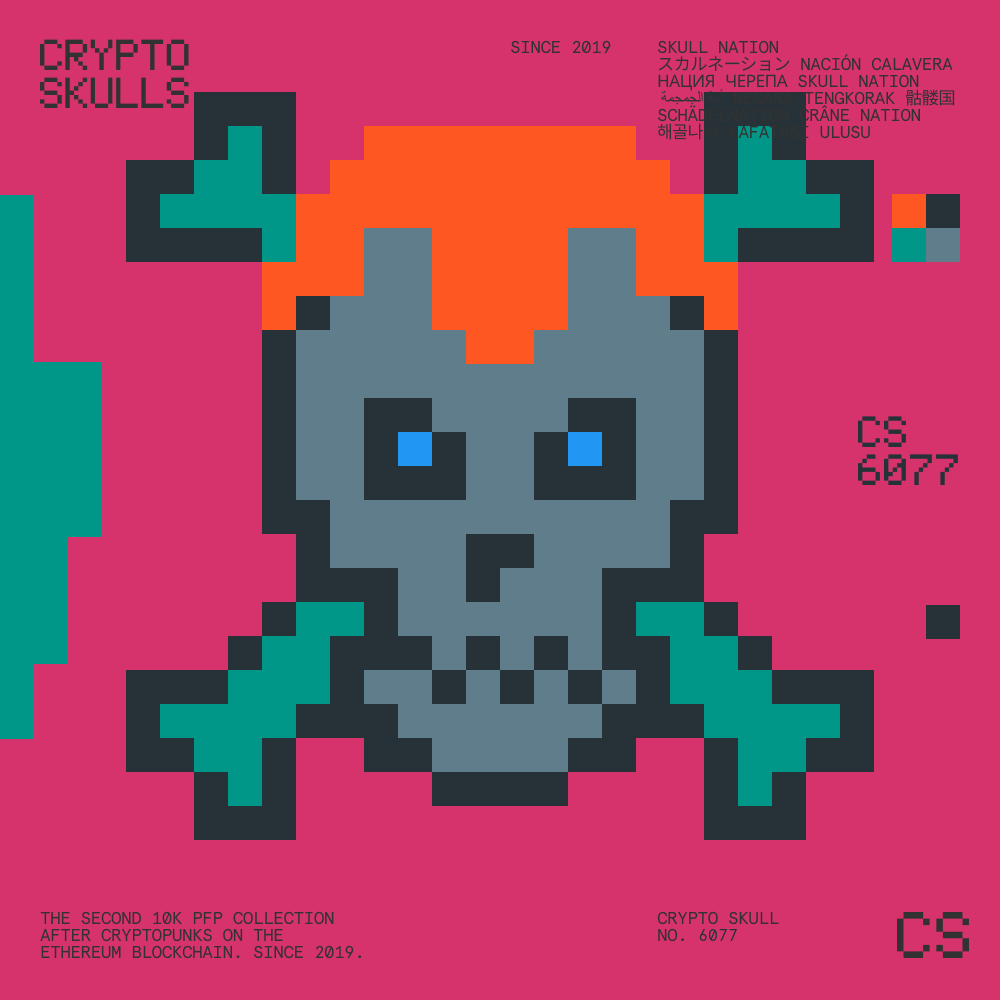 CRYPTO
SKULLS
SINCE 2019
SKULL NATION
スカルネーション NACIÓN CALAVERA
НАЦИЯ ЧЕРЕПА SKULL NATION
TENGKORAK 骷髅国
CRÂNE NATION
ULUSU
CS
6077
THE SECOND 10K PFP COLLECTION
AFTER CRYPTOPUNKS ON THE
ETHEREUM BLOCKCHAIN. SINCE 2019.
CRYPTO SKULL
NO. 6077
CS